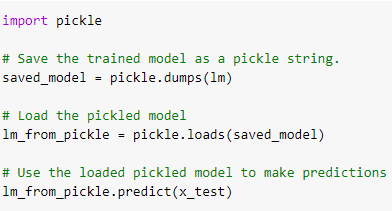 import pickle
# Save the trained model as a pickle string.
saved_model = pickle.dumps(lm)
# Load the pickled model
lm_from_pickle = pickle.loads(saved_model)
# Use the loaded pickled model to make predictions
lm_from_pickle.predict(x_test)